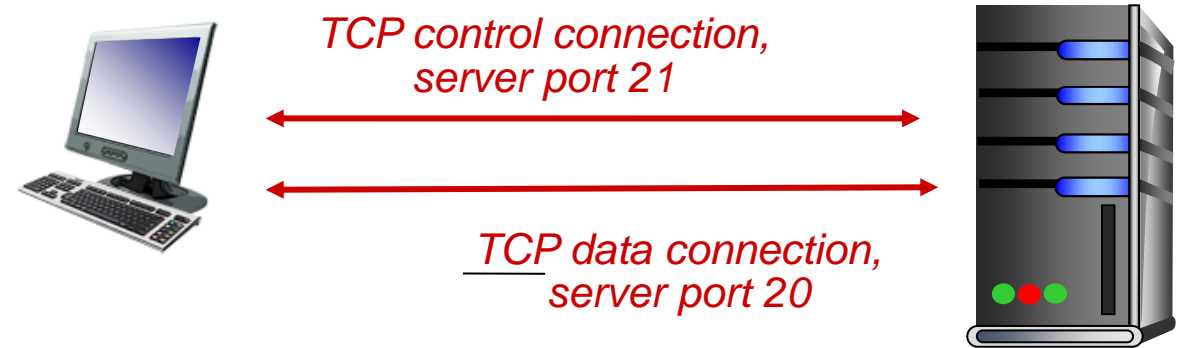 TCP control connection,
server port 21
TCP data connection,
server port 20